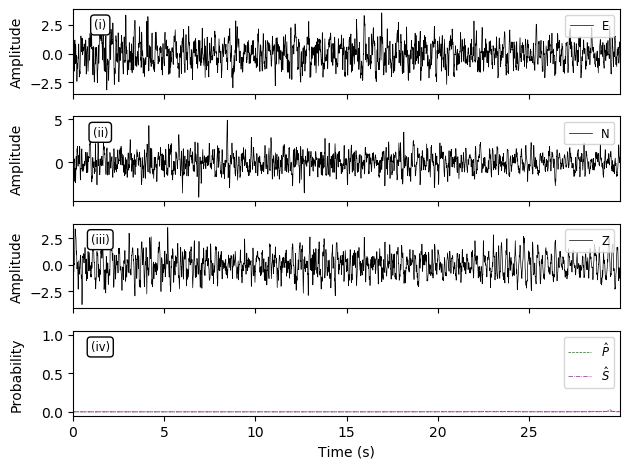 Amplitude
2.5
0.0
−2.5
(i)
E
Amplitude
5
0
(ii)
N
Amplitude
2.5
0.0
−2.5
(iii)
Z
Probability
1.0
0.5
0.0
(iv)
P̂
Ŝ
0 5 10 15 20 25
Time (s)